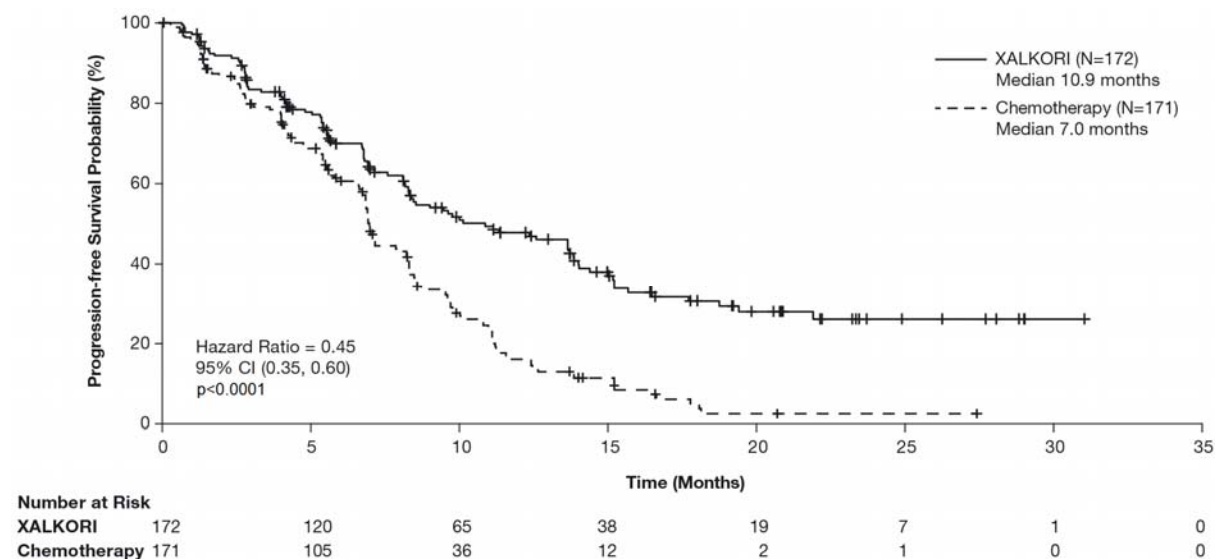 Progression-free Survival Probability (%)
100
80
60
40
20
0
XALKORI (N=172)
Median 10.9 months
Chemotherapy (N=171)
Median 7.0 months
Hazard Ratio = 0.45
95% CI (0.35, 0.60)
p<0.0001
0 5 10 15 20 25 30 35
Time (Months)
Number at Risk
XALKORI 172 120 65 38 19 7 1 0
Chemotherapy 171 105 36 12 2 1 0 0